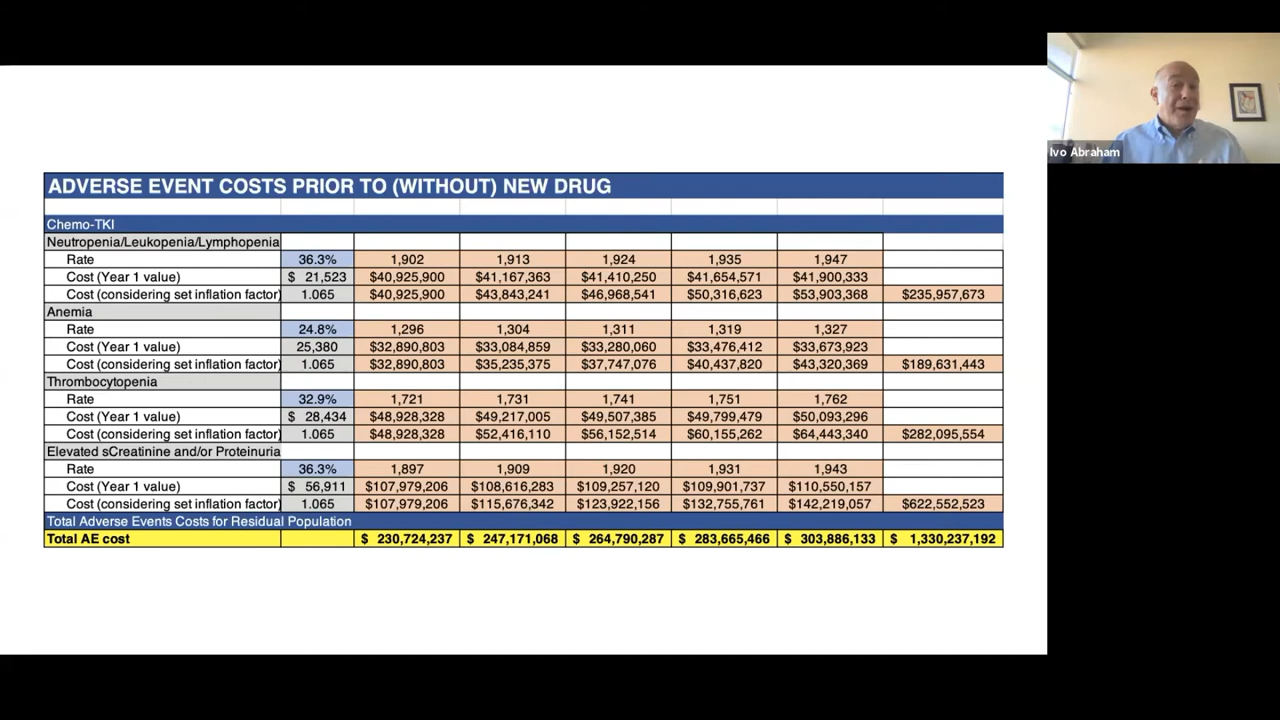 Ivo Abraham
ADVERSE EVENT COSTS PRIOR TO (WITHOUT) NEW DRUG
Chemo-TKI
Neutropenia/Leukopenia/Lymphopenia
Rate 36.3% 1,902 1,913 1,924 1,935 1,947
Cost (Year 1 value) $ 21,523 $40,925,900 $41,167,363 $41,410,250 $41,654,571 $41,900,333
Cost (considering set inflation factor) 1.065 $40,925,900 $43,843,241 $46,968,541 $50,316,623 $53,903,368 $235,957,673
Anemia
Rate 24.8% 1,296 1,304 1,311 1,319 1,327
Cost (Year 1 value) 25,380 $32,890,803 $33,084,859 $33,280,060 $33,476,412 $33,673,923
Cost (considering set inflation factor) 1.065 $32,890,803 $35,235,375 $37,747,076 $40,437,820 $43,320,369 $189,631,443
Thrombocytopenia
Rate 32.9% 1,721 1,731 1,741 1,751 1,762
Cost (Year 1 value) $ 28,434 $48,928,328 $49,217,005 $49,507,385 $49,799,479 $50,093,296
Cost (considering set inflation factor) 1.065 $48,928,328 $52,416,110 $56,152,514 $60,155,262 $64,443,340 $282,095,554
Elevated sCreatinine and/or Proteinuria
Rate 36.3% 1,897 1,909 1,920 1,931 1,943
Cost (Year 1 value) $ 56,911 $107,979,206 $108,616,283 $109,257,120 $109,901,737 $110,550,157
Cost (considering set inflation factor) 1.065 $107,979,206 $115,676,342 $123,922,156 $132,755,761 $142,219,057 $622,552,523
Total Adverse Events Costs for Residual Population
Total AE cost $ 230,724,237 $ 247,171,068 $ 264,790,287 $ 283,665,466 $ 303,886,133 $ 1,330,237,192